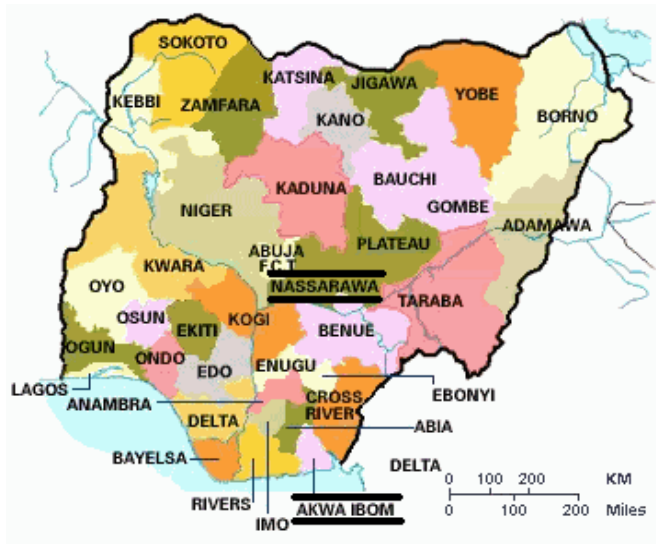 SOKOTO
KATSINA
JIGAWA
YOBE
BORNO
KEBBI
ZAMFARA
KANO
KADUNA
BAUCHI
GOMBE
NIGER
ADAMAWA
ABUJA
F.C.T
PLATEAU
KWARA
NASSARAWA
OYO
TARABA
OSUN
EKITI
KOGI
BENUE
OGUN
ONDO
EDO
ENUGU
LAGOS
EBONYI
ANAMBRA
CROSS
RIVER
DELTA
ABIA
BAYELSA
DELTA
0 100 200 KM
0 100 200 Miles
RIVERS
AKWA IBOM
IMO